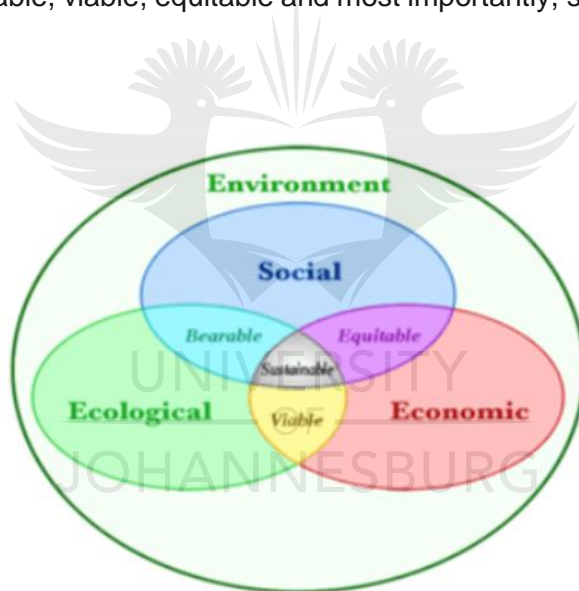 able, viable, equitable and most importantly, s
Environment
Social
Bearable Equitable
Sustainable
UNIVERSITY
Ecological Economic
Viable
OF
JOHANNESBURG